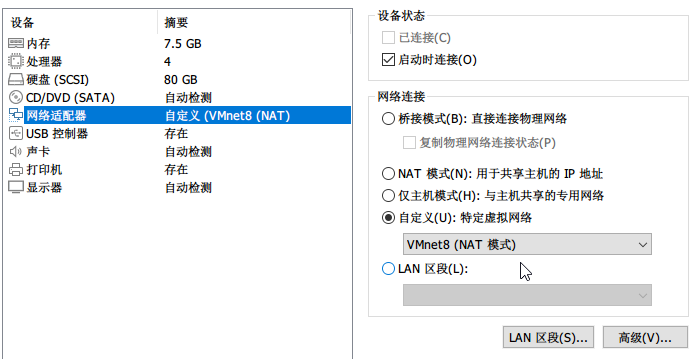 设备 摘要
内存 7.5 GB
处理器 4
硬盘 (SCSI) 80 GB
CD/DVD (SATA) 自动检测
网络适配器 自定义 (VMnet8 (NAT)
USB 控制器 存在
声卡 自动检测
打印机 存在
显示器 自动检测
设备状态
已连接(C)
启动时连接(O)
网络连接
桥接模式(B): 直接连接物理网络
复制物理网络连接状态(P)
NAT 模式(N): 用于共享主机的 IP 地址
仅主机模式(H): 与主机共享的专用网络
自定义(U): 特定虚拟网络
VMnet8 (NAT 模式)
LAN 区段(L):
LAN 区段(S)... 高级(V)...